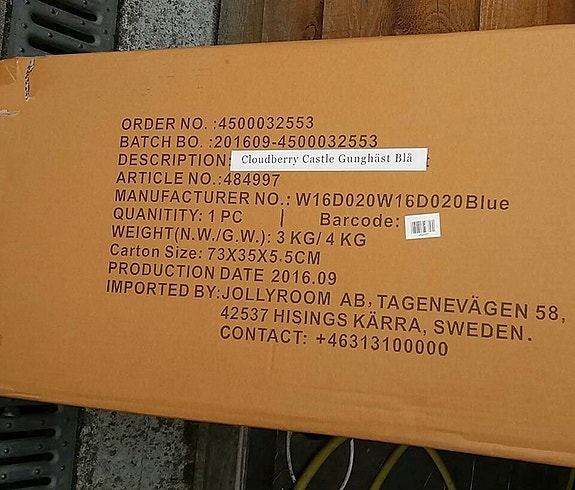 ORDER NO. :4500032553
BATCH BO. :201609-4500032553
DESCRIPTION: Cloudberry Castle Gunghäst Blå
ARTICLE NO.:484997
MANUFACTURER NO.: W16D020W16D020Blue
QUANITITY: 1 PC | Barcode:
WEIGHT(N.W./G.W.): 3 KG/ 4 KG
Carton Size: 73X35X5.5CM
PRODUCTION DATE 2016.09
IMPORTED BY:JOLLYROOM AB, TAGENEVÄGEN 58,
42537 HISINGS KÄRRA, SWEDEN.
CONTACT: +46313100000